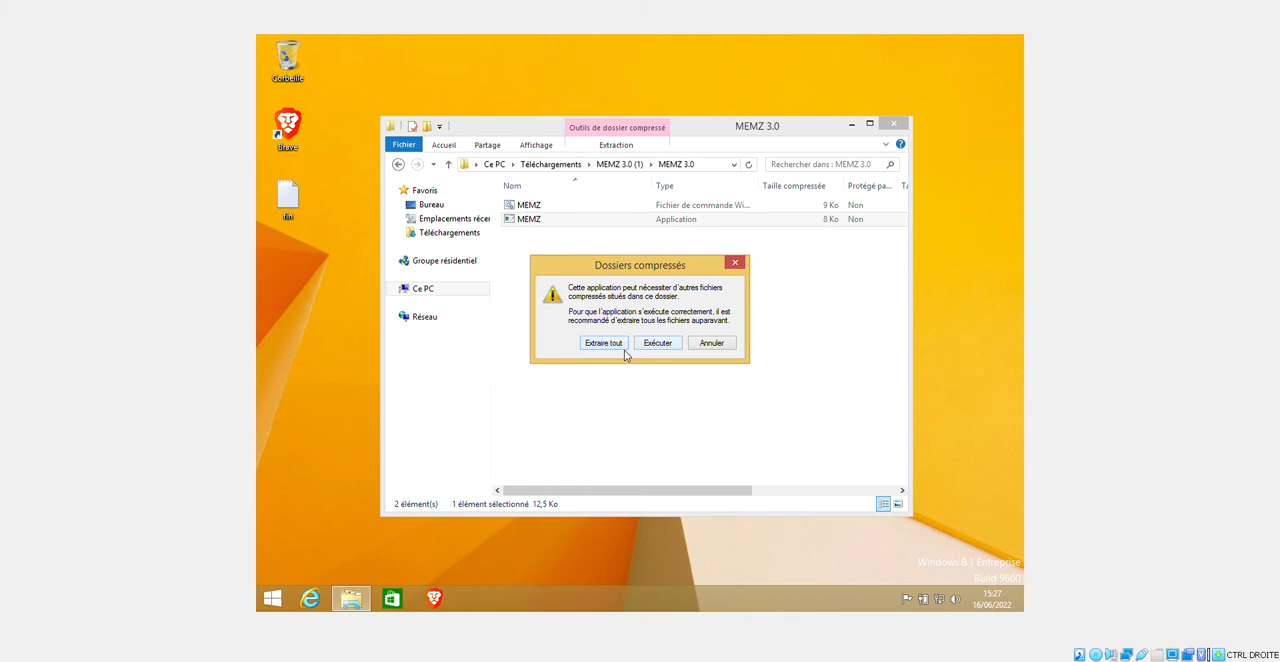 Corbeille
Brave
fin
Outils de dossier compressé
MEMZ 3.0
Fichier
Accueil
Partage
Affichage
Extraction
Ce PC
Téléchargements
MEMZ 3.0 (1)
MEMZ 3.0
Rechercher dans : MEMZ 3.0
Nom
Type
Taille compressée
Protégé pa...
MEMZ
Fichier de commande Wi...
9 Ko
Non
MEMZ
Application
8 Ko
Non
Favoris
Bureau
Emplacements récen
Téléchargements
Groupe résidentiel
Ce PC
Réseau
Dossiers compressés
Cette application peut nécessiter d'autres fichiers
compressés situés dans ce dossier.
Pour que l'application s'exécute correctement, il est
recommandé d'extraire tous les fichiers auparavant.
Extraire tout
Exécuter
Annuler
2 élément(s)
1 élément sélectionné 12,5 Ko
Windows 8.1 Entreprise
Build 9600
15:27
16/06/2022
CTRL DROITE